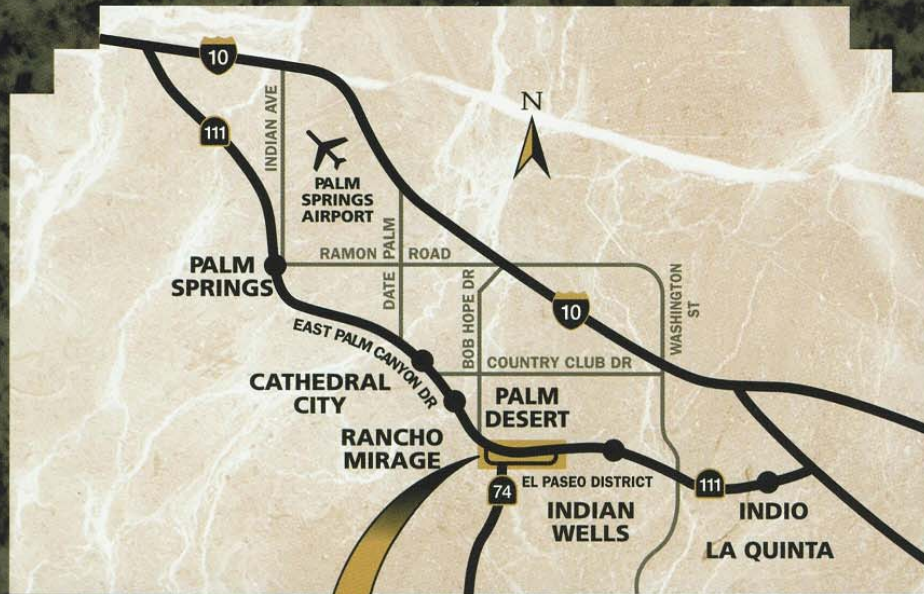 10
N
111
INDIAN AVE
PALM
SPRINGS
AIRPORT
RAMON
ROAD
DATE PALM
PALM
SPRINGS
BOB HOPE DR
WASHINGTON
ST
10
EAST PALM CANYON DR
COUNTRY CLUB DR
CATHEDRAL
CITY
PALM
DESERT
RANCHO
MIRAGE
74
EL PASEO DISTRICT
111
INDIAN
WELLS
INDIO
LA QUINTA